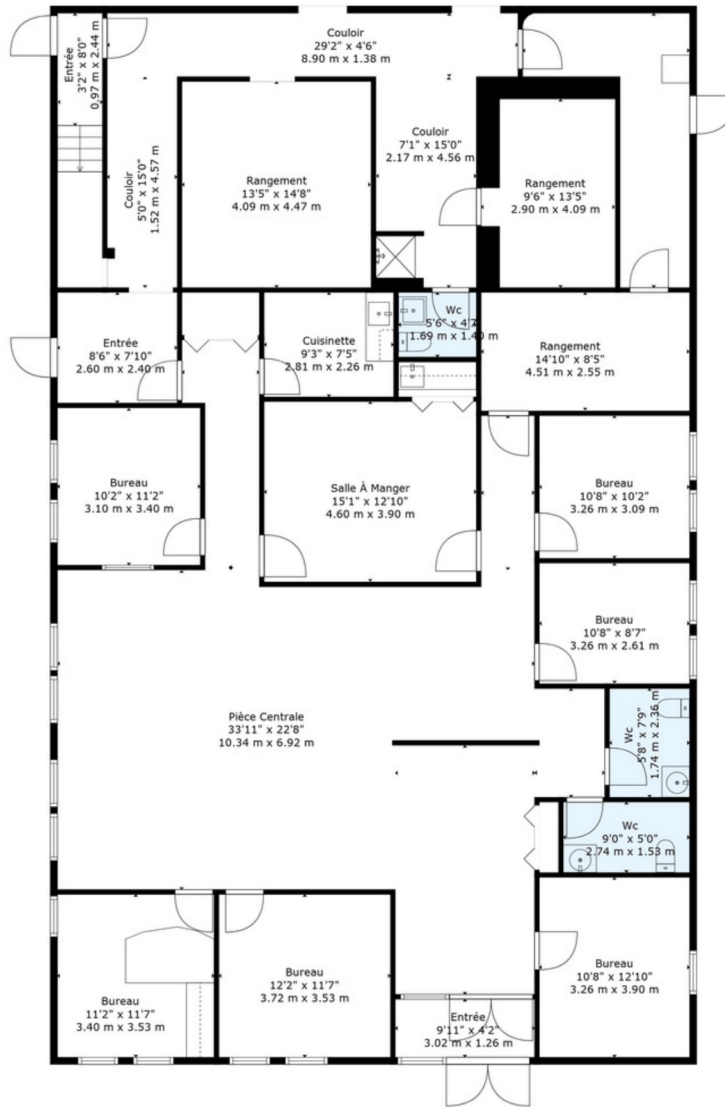 Couloir
29'2" x 4'6"
8.90 m x 1.38 m
Entrée
3'2" x 8'0"
0.97 m x 2.44 m
Couloir
7'1" x 15'0"
2.17 m x 4.56 m
Couloir
5'0" x 15'0"
1.52 m x 4.57 m
Rangement
13'5" x 14'8"
4.09 m x 4.47 m
Rangement
9'6" x 13'5"
2.90 m x 4.09 m
Entrée
8'6" x 7'10"
2.60 m x 2.40 m
Cuisinette
9'3" x 7'5"
2.81 m x 2.26 m
Wc
5'6" x 4'7
1.69 m x 1.40 m
Rangement
14'10" x 8'5"
4.51 m x 2.55 m
Bureau
10'2" x 11'2"
3.10 m x 3.40 m
Salle À Manger
15'1" x 12'10"
4.60 m x 3.90 m
Bureau
10'8" x 10'2"
3.26 m x 3.09 m
Bureau
10'8" x 8'7"
3.26 m x 2.61 m
Pièce Centrale
33'11" x 22'8"
10.34 m x 6.92 m
Wc
5'8" x 7'9"
1.74 m x 2.36 m
Wc
9'0" x 5'0"
2.74 m x 1.53 m
Bureau
11'2" x 11'7"
3.40 m x 3.53 m
Bureau
12'2" x 11'7"
3.72 m x 3.53 m
Entrée
9'11" x 4'2"
3.02 m x 1.26 m
Bureau
10'8" x 12'10"
3.26 m x 3.90 m